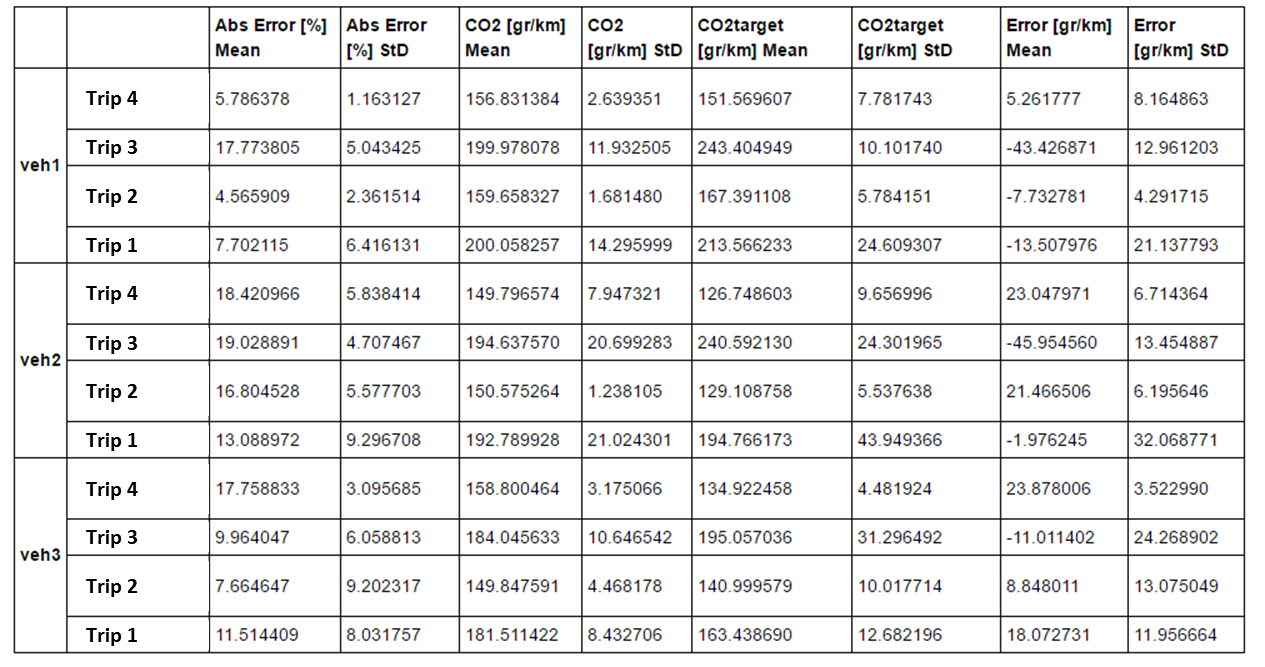 Abs Error [%] Mean Abs Error [%] StD CO2 [gr/km] Mean CO2 [gr/km] StD CO2target [gr/km] Mean CO2target [gr/km] StD Error [gr/km] Mean Error [gr/km] StD
veh1
Trip 4 5.786378 1.163127 156.831384 2.639351 151.569607 7.781743 5.261777 8.164863
Trip 3 17.773805 5.043425 199.978078 11.932505 243.404949 10.101740 -43.426871 12.961203
Trip 2 4.565909 2.361514 159.658327 1.681480 167.391108 5.784151 -7.732781 4.291715
Trip 1 7.702115 6.416131 200.058257 14.295999 213.566233 24.609307 -13.507976 21.137793
veh2
Trip 4 18.420966 5.838414 149.796574 7.947321 126.748603 9.656996 23.047971 6.714364
Trip 3 19.028891 4.707467 194.637570 20.699283 240.592130 24.301965 -45.954560 13.454887
Trip 2 16.804528 5.577703 150.575264 1.238105 129.108758 5.537638 21.466506 6.195646
Trip 1 13.088972 9.296708 192.789928 21.024301 194.766173 43.949366 -1.976245 32.068771
veh3
Trip 4 17.758833 3.095685 158.800464 3.175066 134.922458 4.481924 23.878006 3.522990
Trip 3 9.964047 6.058813 184.045633 10.646542 195.057036 31.296492 -11.011402 24.268902
Trip 2 7.664647 9.202317 149.847591 4.468178 140.999579 10.017714 8.848011 13.075049
Trip 1 11.514409 8.031757 181.511422 8.432706 163.438690 12.682196 18.072731 11.956664